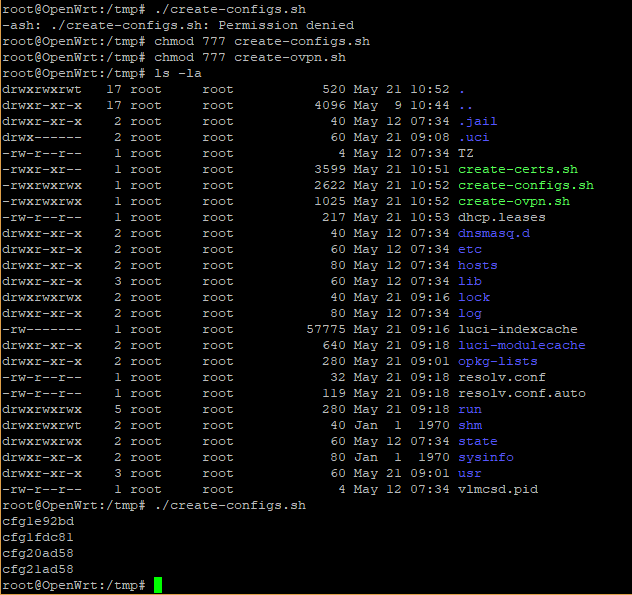 root@OpenWrt:/tmp# ./create-configs.sh
-ash: ./create-configs.sh: Permission denied
root@OpenWrt:/tmp# chmod 777 create-configs.sh
root@OpenWrt:/tmp# chmod 777 create-ovpn.sh
root@OpenWrt:/tmp# ls -la
drwxrwxrwt 17 root root 520 May 21 10:52 .
drwxr-xr-x 17 root root 4096 May 9 10:44 ..
drwxr-xr-x 2 root root 40 May 12 07:34 .jail
drwx------ 2 root root 60 May 21 09:08 .uci
-rw-r--r-- 1 root root 4 May 12 07:34 TZ
-rwxr-xr-- 1 root root 3599 May 21 10:51 create-certs.sh
-rwxrwxrwx 1 root root 2622 May 21 10:52 create-configs.sh
-rwxrwxrwx 1 root root 1025 May 21 10:52 create-ovpn.sh
-rw-r--r-- 1 root root 217 May 21 10:53 dhcp.leases
drwxr-xr-x 2 root root 40 May 12 07:34 dnsmasq.d
drwxr-xr-x 2 root root 60 May 12 07:34 etc
drwxr-xr-x 2 root root 80 May 12 07:34 hosts
drwxr-xr-x 3 root root 60 May 12 07:34 lib
drwxrwxrwx 2 root root 40 May 21 09:16 lock
drwxr-xr-x 2 root root 80 May 12 07:34 log
-rw------- 1 root root 57775 May 21 09:16 luci-indexcache
drwxr-xr-x 2 root root 640 May 21 09:18 luci-modulecache
drwxr-xr-x 2 root root 280 May 21 09:01 opkg-lists
-rw-r--r-- 1 root root 32 May 21 09:18 resolv.conf
-rw-r--r-- 1 root root 119 May 21 09:18 resolv.conf.auto
drwxrwxrwx 5 root root 280 May 21 09:18 run
drwxrwxrwt 2 root root 40 Jan 1 1970 shm
drwxrwxrwx 2 root root 60 May 12 07:34 state
drwxr-xr-x 2 root root 80 Jan 1 1970 sysinfo
drwxr-xr-x 3 root root 60 May 21 09:01 usr
-rw-r--r-- 1 root root 4 May 12 07:34 vlmcsd.pid
root@OpenWrt:/tmp# ./create-configs.sh
cfg1e92bd
cfg1fdc81
cfg20ad58
cfg21ad58
root@OpenWrt:/tmp#